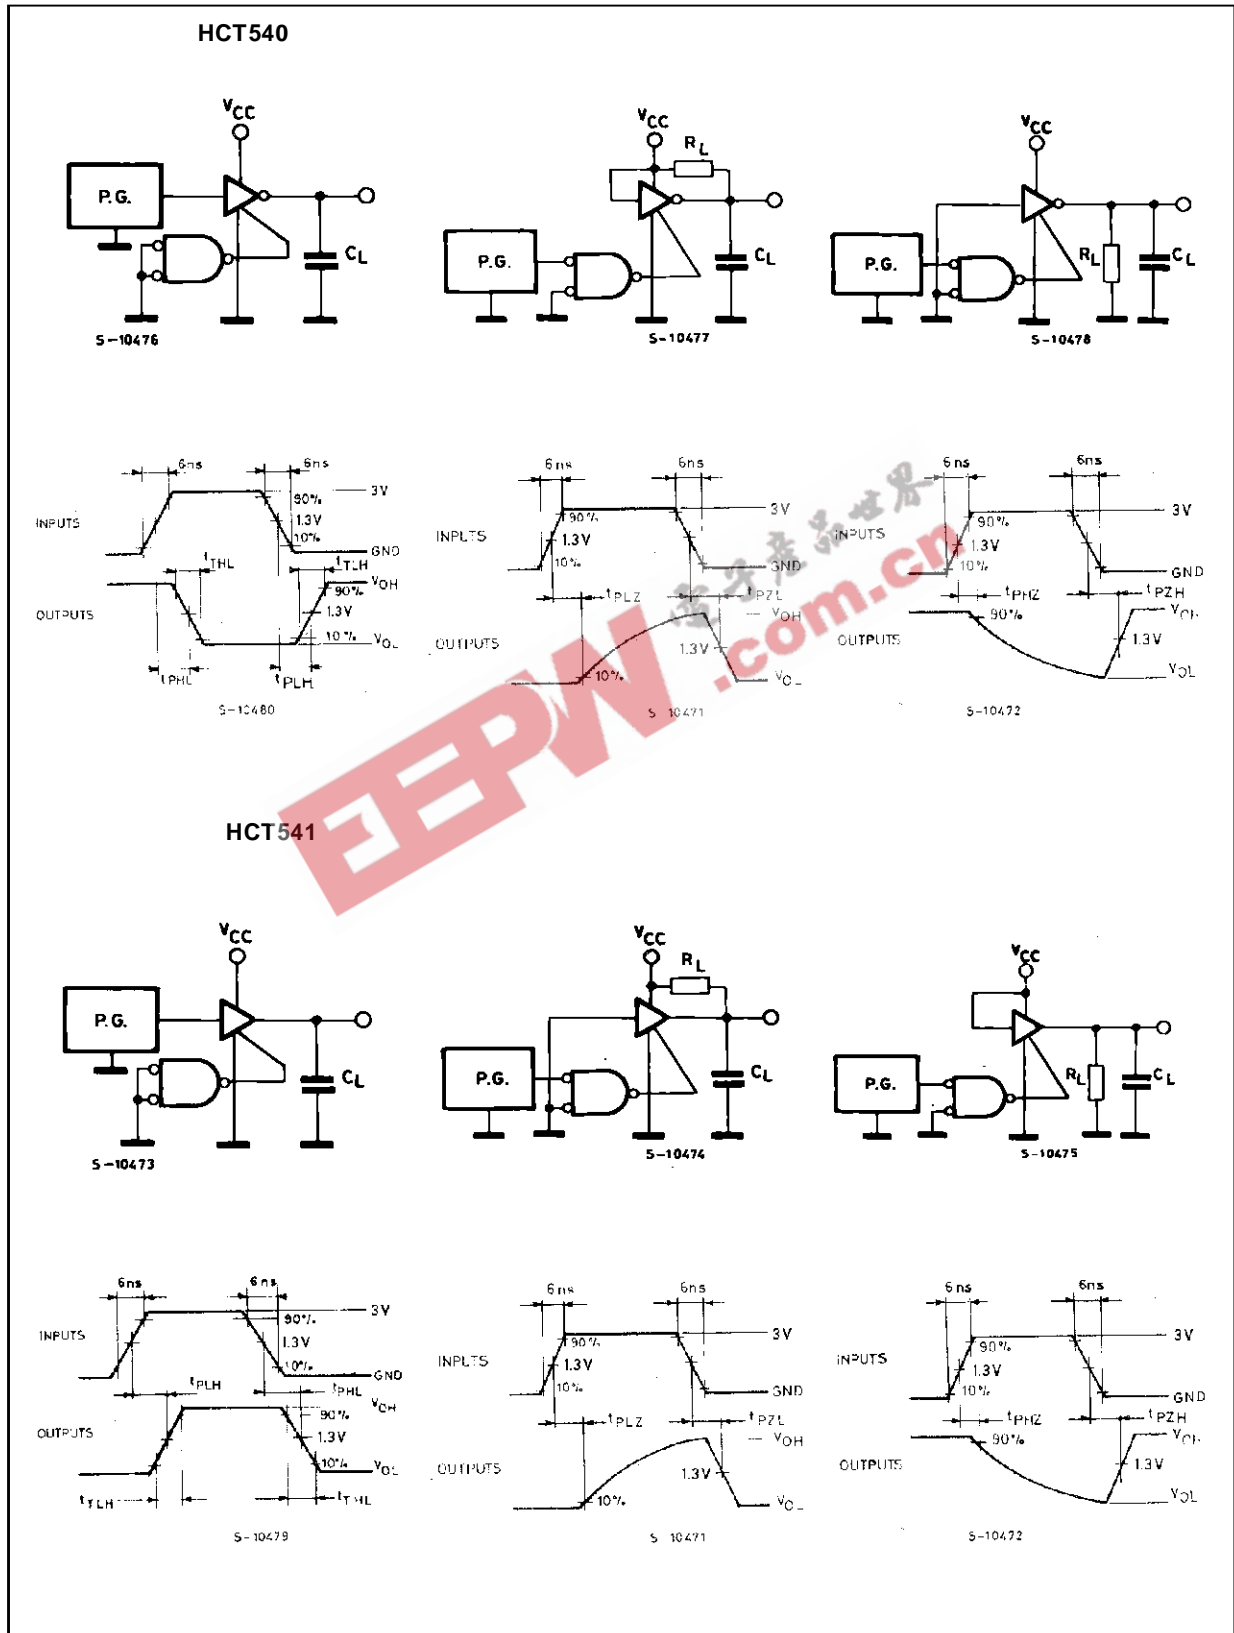 HCT540
VCC
P.G.
CL
S-10476
VCC
RL
P.G.
CL
S-10477
VCC
P.G.
RL
CL
S-10478
6ns
6ns
3V
90%
1.3V
10%
INPUTS
GND
tTHL
tTLH
VOH
90%
1.3V
10%
OUTPUTS
VOL
tPHL
tPLH
S-10480
6ns
6ns
3V
90%
1.3V
10%
INPUTS
GND
tPLZ
tPZL
VOH
OUTPUTS
1.3V
10%
VOL
S-10471
6ns
6ns
3V
90%
1.3V
10%
INPUTS
GND
tPHZ
tPZH
VOH
90%
OUTPUTS
1.3V
VOL
S-10472
EEPW.com.cn
电子产品世界
HCT541
VCC
P.G.
CL
S-10473
VCC
RL
P.G.
CL
S-10474
VCC
P.G.
RL
CL
S-10475
6ns
6ns
3V
90%
1.3V
10%
INPUTS
GND
tPLH
tPHL
VOH
90%
OUTPUTS
1.3V
10%
VOL
tTLH
tTHL
S-10479
6ns
6ns
3V
90%
1.3V
10%
INPUTS
GND
tPLZ
tPZL
VOH
OUTPUTS
1.3V
10%
VOL
S-10471
6ns
6ns
3V
90%
1.3V
10%
INPUTS
GND
tPHZ
tPZH
VOH
90%
OUTPUTS
1.3V
VOL
S-10472